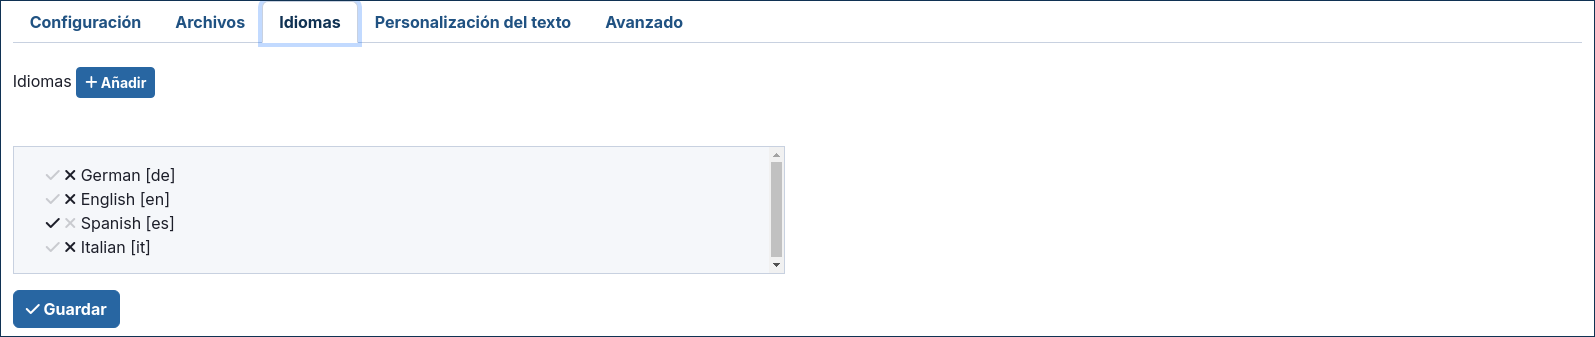 Configuración Archivos Idiomas Personalización del texto Avanzado
Idiomas + Añadir
German [de]
English [en]
Spanish [es]
Italian [it]
Guardar